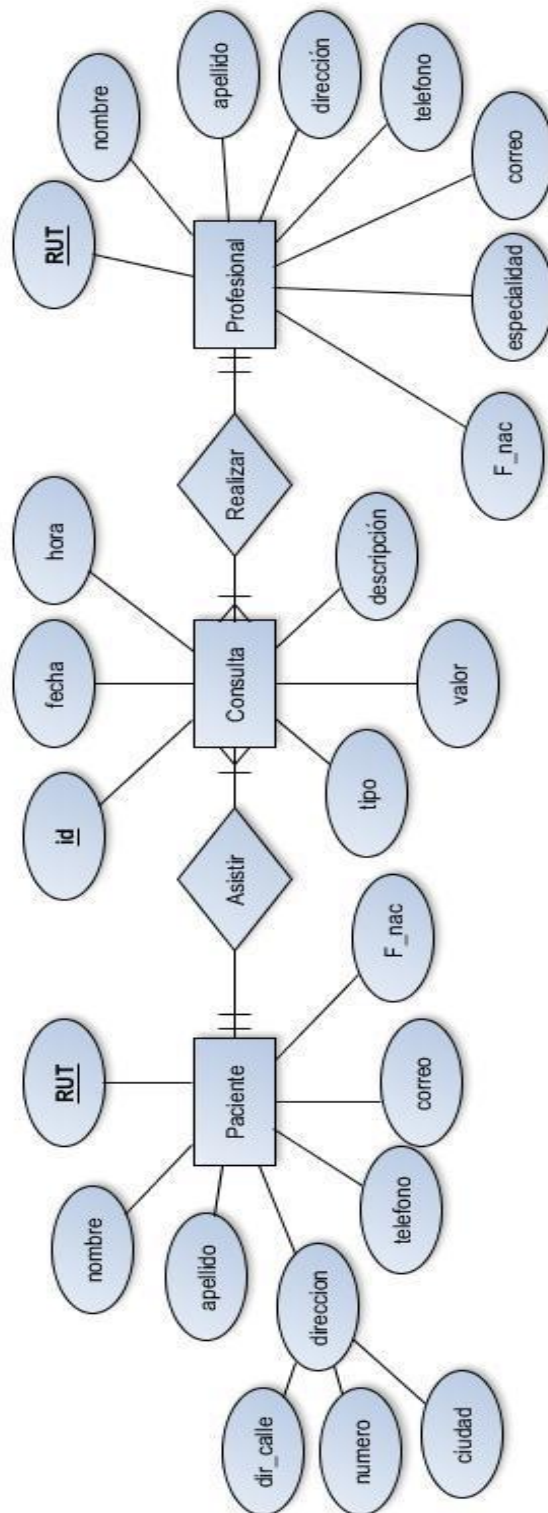 RUT
nombre
apellido
direccion
dir_calle
numero
ciudad
telefono
correo
F_nac
Paciente
Asistir
id
fecha
hora
Consulta
tipo
valor
descripción
Realizar
RUT
nombre
apellido
dirección
telefono
correo
especialidad
F_nac
Profesional